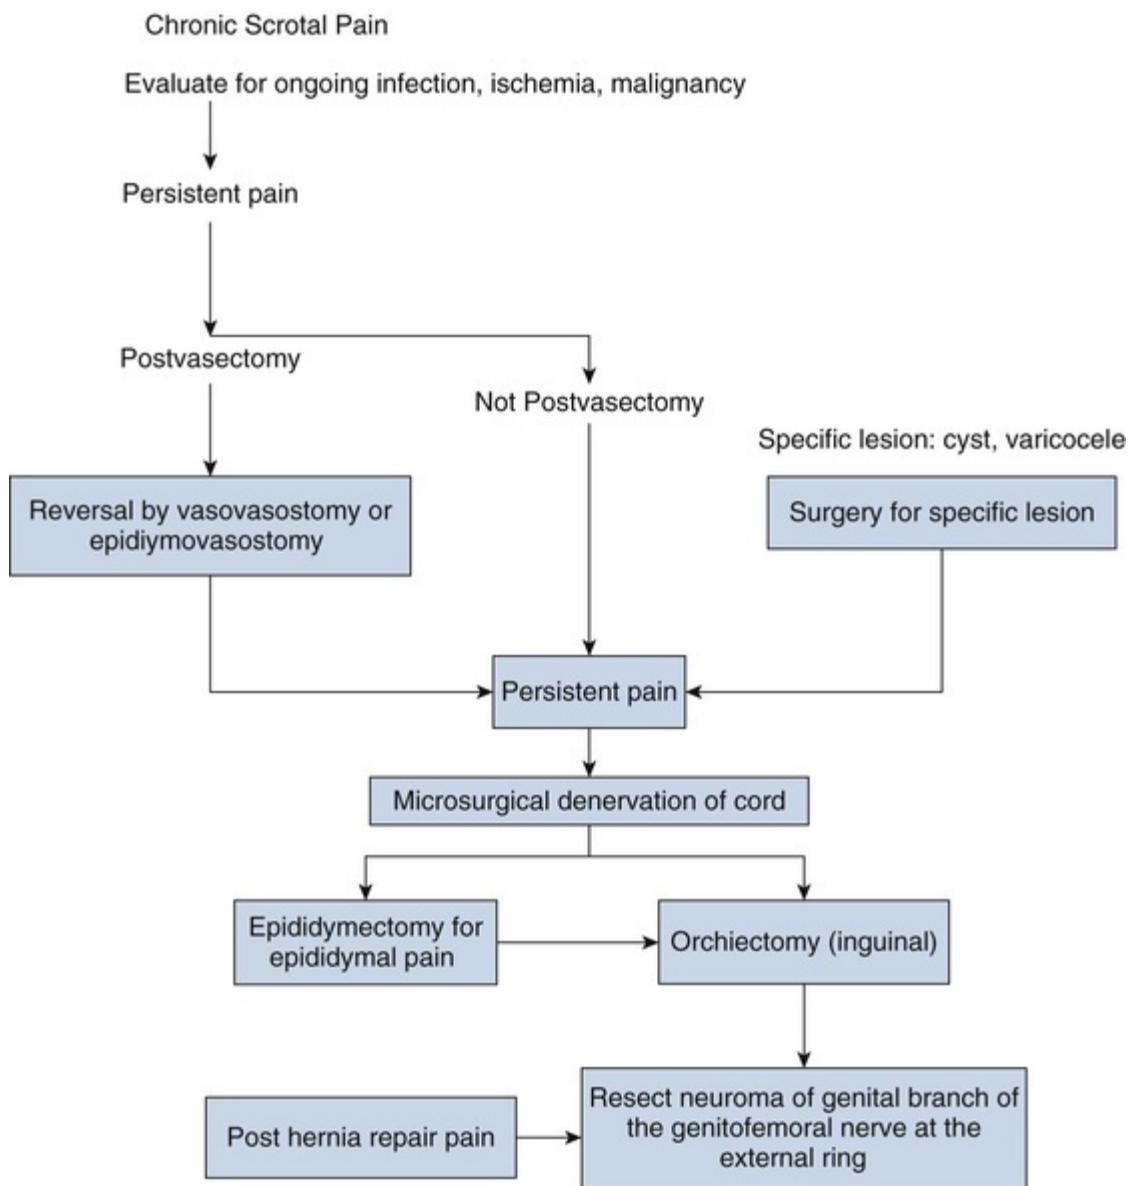 Chronic Scrotal Pain
Evaluate for ongoing infection, ischemia, malignancy
Persistent pain
Postvasectomy
Not Postvasectomy
Specific lesion: cyst, varicocele
Reversal by vasovasostomy or
epidiymovasostomy
Surgery for specific lesion
Persistent pain
Microsurgical denervation of cord
Epididymectomy for
epididymal pain
Orchiectomy (inguinal)
Post hernia repair pain
Resect neuroma of genital branch of
the genitofemoral nerve at the
external ring